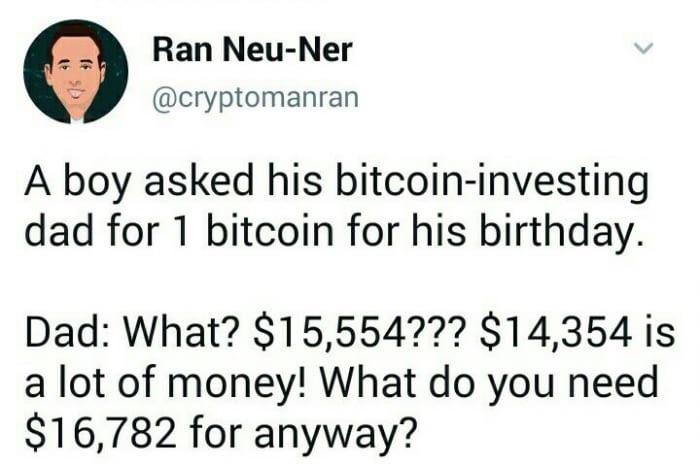 Ran Neu-Ner
@cryptomanran
A boy asked his bitcoin-investing
dad for 1 bitcoin for his birthday.
Dad: What? $15,554??? $14,354 is
a lot of money! What do you need
$16,782 for anyway?